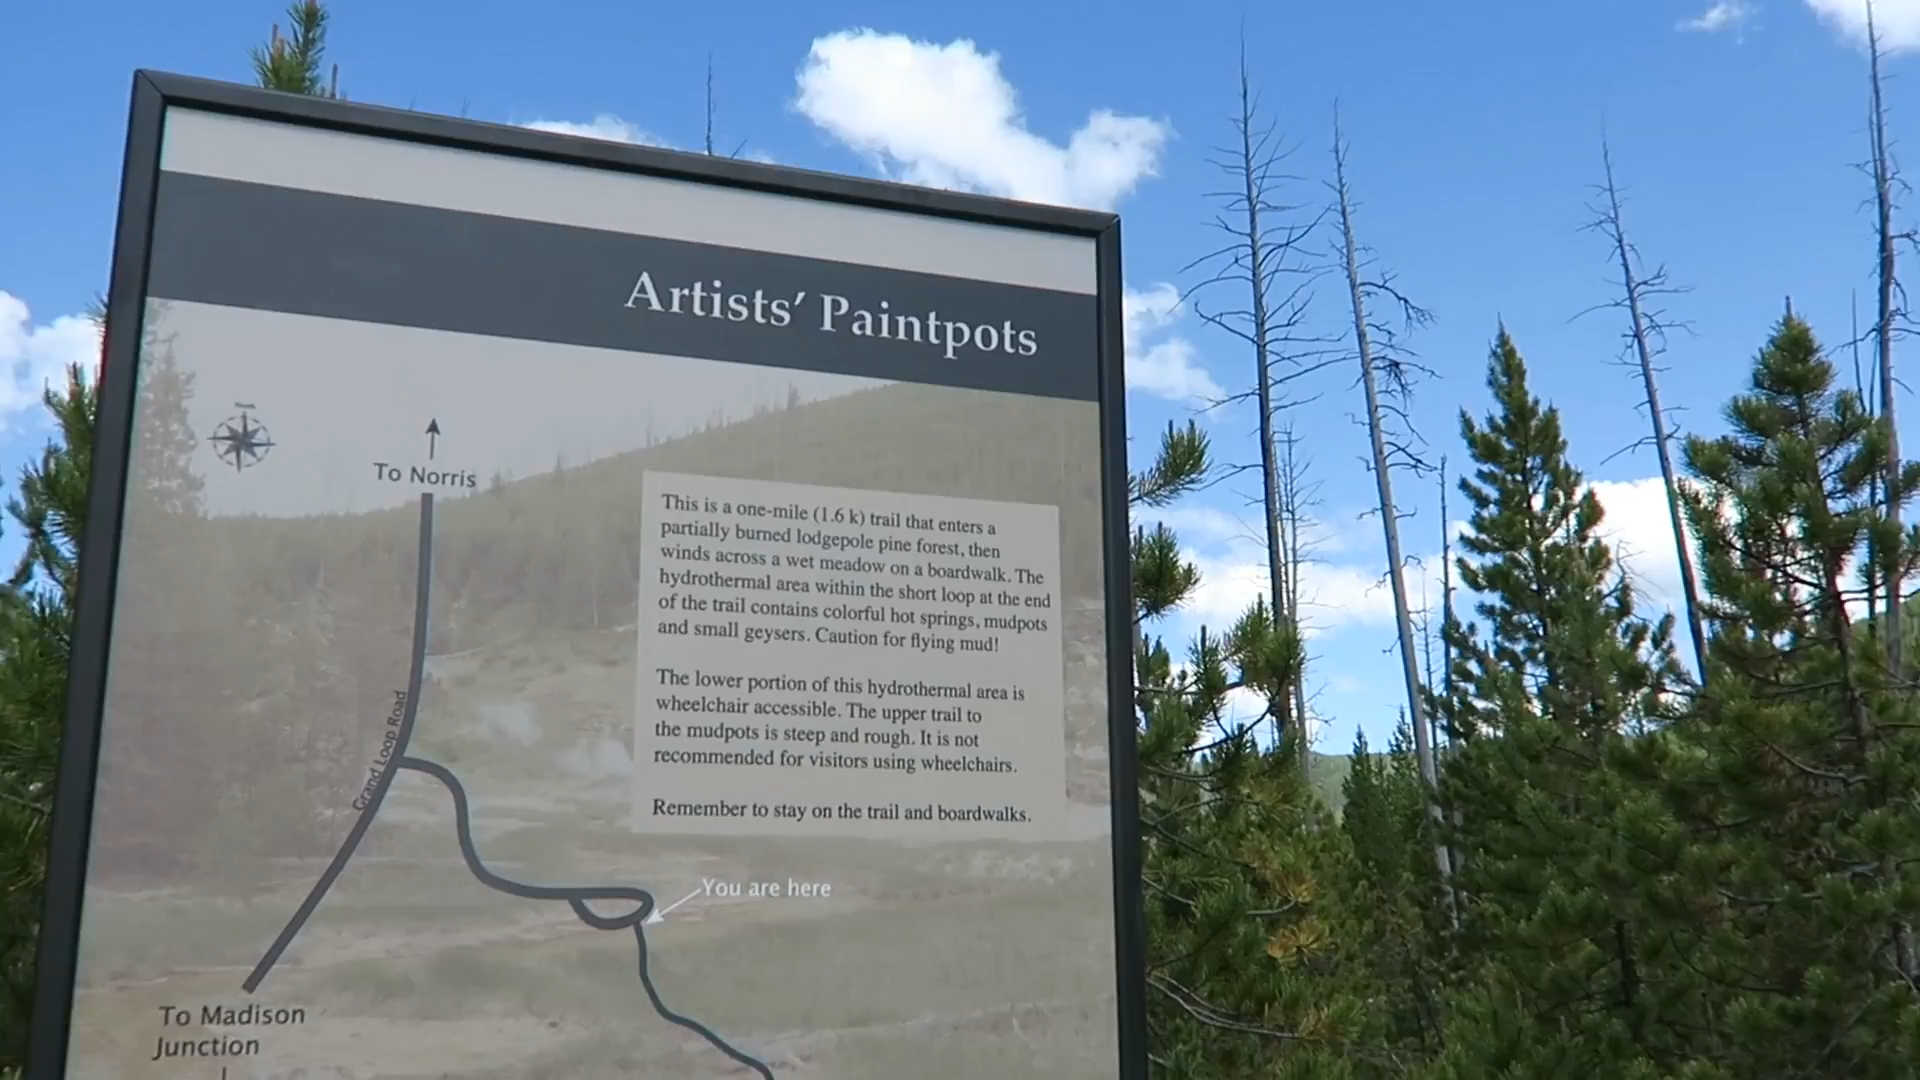 Artists' Paintpots
To Norris
This is a one-mile (1.6 k) trail that enters a
partially burned lodgepole pine forest, then
winds across a wet meadow on a boardwalk. The
hydrothermal area within the short loop at the end
of the trail contains colorful hot springs, mudpots
and small geysers. Caution for flying mud!
The lower portion of this hydrothermal area is
wheelchair accessible. The upper trail to
the mudpots is steep and rough. It is not
recommended for visitors using wheelchairs.
Remember to stay on the trail and boardwalks.
Grand Loop Road
You are here
To Madison
Junction